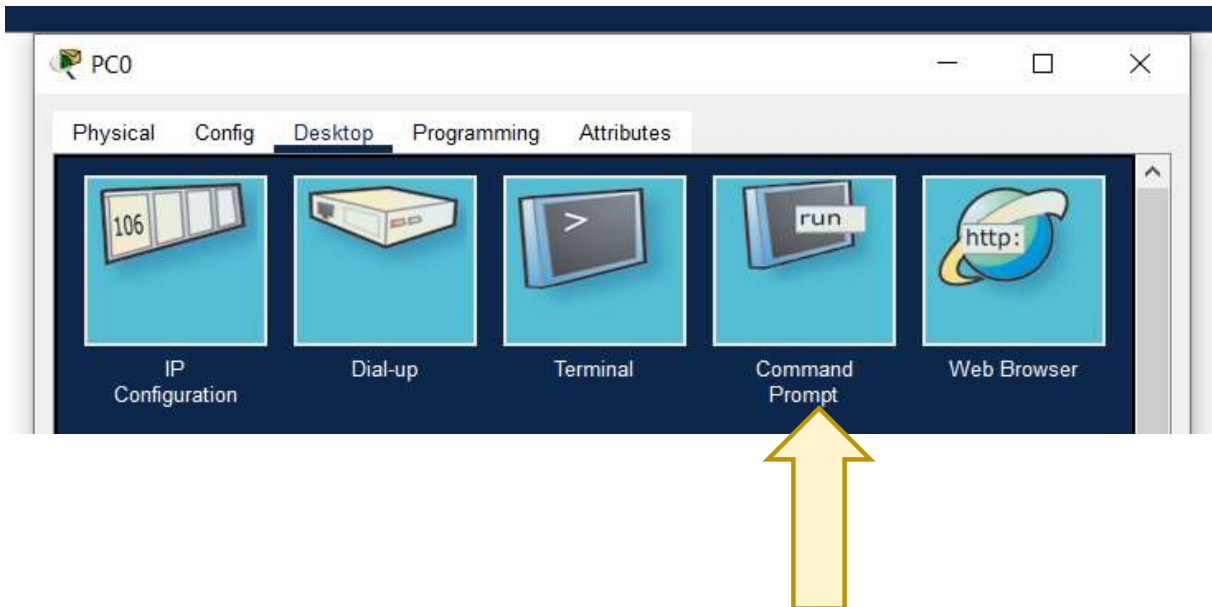 PC0
Physical Config Desktop Programming Attributes
106
>
run
http:
IP
Configuration
Dial-up
Terminal
Command
Prompt
Web Browser